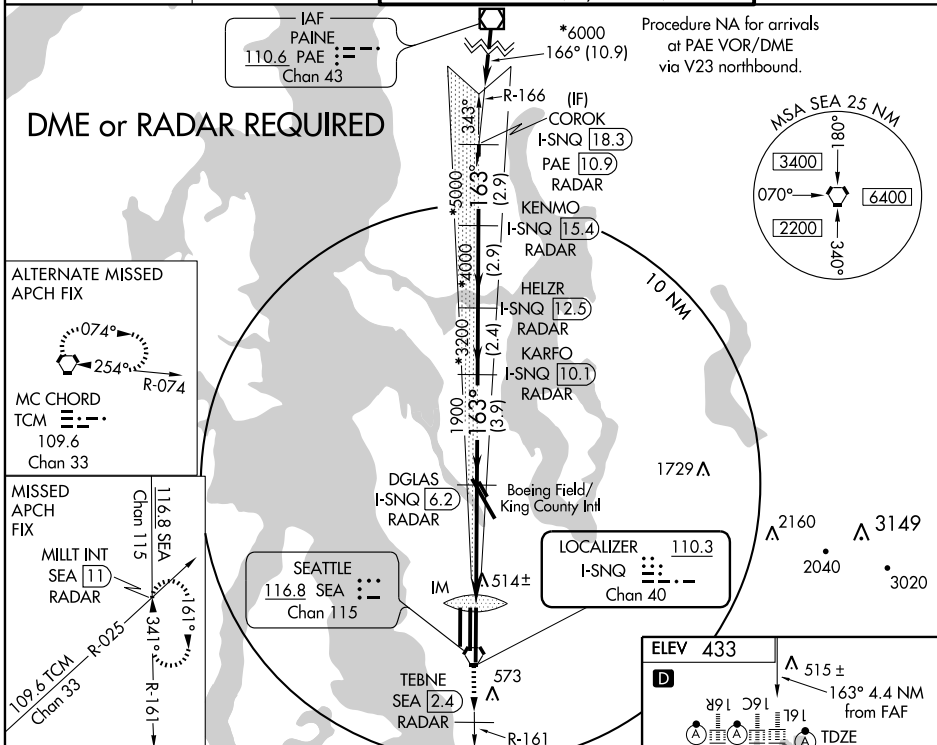 IAF
PAINE
110.6 PAE
Chan 43
*6000
166° (10.9)
Procedure NA for arrivals
at PAE VOR/DME
via V23 northbound.
DME or RADAR REQUIRED
R-166
343°
(IF)
COROK
I-SNQ 18.3
PAE 10.9
RADAR
*5000
163°
(2.9)
KENMO
I-SNQ 15.4
RADAR
*4000
(2.9)
HELZR
I-SNQ 12.5
RADAR
*3200
(2.4)
KARFO
I-SNQ 10.1
RADAR
1900
163°
(3.9)
DGLAS
I-SNQ 6.2
RADAR
Boeing Field/
King County Intl
10 NM
MSA SEA 25 NM
180°
3400
070°
6400
2200
340°
ALTERNATE MISSED
APCH FIX
074°
254°
R-074
MC CHORD
TCM
109.6
Chan 33
MISSED
APCH
FIX
116.8 SEA
Chan 115
MILLT INT
SEA 11
RADAR
161°
341°
R-025
109.6 TCM
Chan 33
R-161
SEATTLE
116.8 SEA
Chan 115
IM
514±
LOCALIZER 110.3
I-SNQ
Chan 40
1729
2160
3149
2040
3020
TEBNE
SEA 2.4
RADAR
573
R-161
ELEV 433
D
515 ±
163° 4.4 NM
from FAF
16R
16C
16L
A
A
A
TDZE